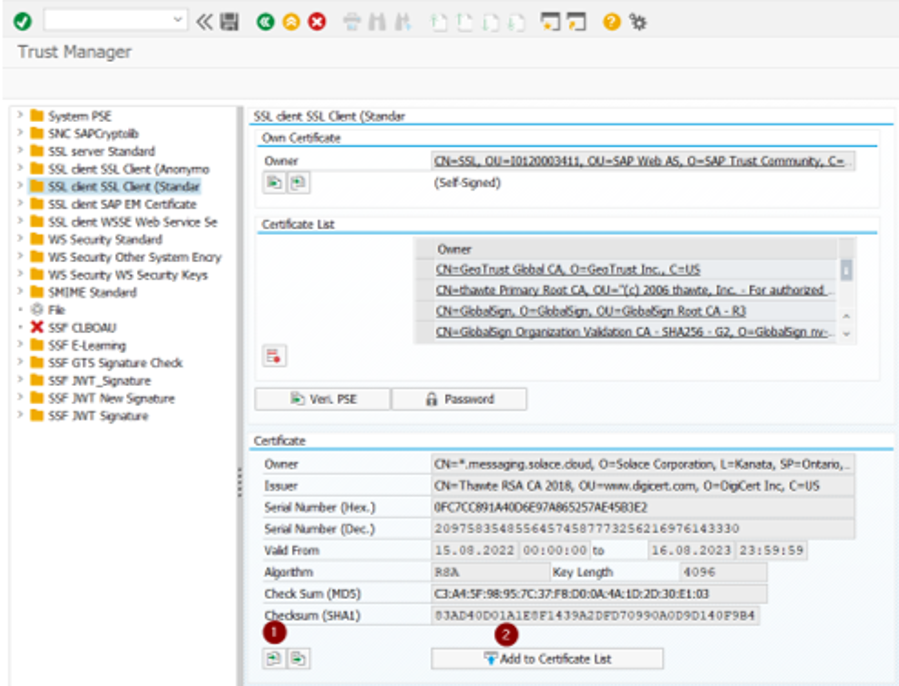 Trust Manager
System PSE
SNC SAPCryptolib
SSL server Standard
SSL client SSL Client (Anonymo
SSL client SSL Client (Standar
SSL client SAP EM Certificate
SSL client WSSE Web Service Se
WS Security Standard
WS Security Other System Encry
WS Security WS Security Keys
SMIME Standard
File
SSF CLBOAU
SSF E-Learning
SSF GTS Signature Check
SSF JWT_Signature
SSF JWT New Signature
SSF JWT Signature
SSL client SSL Client (Standar
Own Certificate
Owner CN=SSL, OU=I0120003411, OU=SAP Web AS, O=SAP Trust Community, C=...
(Self-Signed)
Certificate List
Owner
CN=GeoTrust Global CA, O=GeoTrust Inc., C=US
CN=thawte Primary Root CA, OU="(c) 2006 thawte, Inc. - For authorized ...
CN=GlobalSign, O=GlobalSign, OU=GlobalSign Root CA - R3
CN=GlobalSign Organization Validation CA - SHA256 - G2, O=GlobalSign nv-...
Veri. PSE Password
Certificate
Owner CN=*.messaging.solace.cloud, O=Solace Corporation, L=Kanata, SP=Ontario,...
Issuer CN=Thawte RSA CA 2018, OU=www.digicert.com, O=DigiCert Inc, C=US
Serial Number (Hex.) 0FC7CC891A40D6E97A865257AE45B3E2
Serial Number (Dec.) 20975835485564574587773256216976143330
Valid From 15.08.2022 00:00:00 to 16.08.2023 23:59:59
Algorithm RSA Key Length 4096
Check Sum (MD5) C3:A4:5F:98:95:7C:37:FB:D0:0A:4A:1D:2D:30:E1:03
Checksum (SHA1) 83AD40D01A1E8F1439A2DFD70990A0D9D140F9B4
1 2
Add to Certificate List